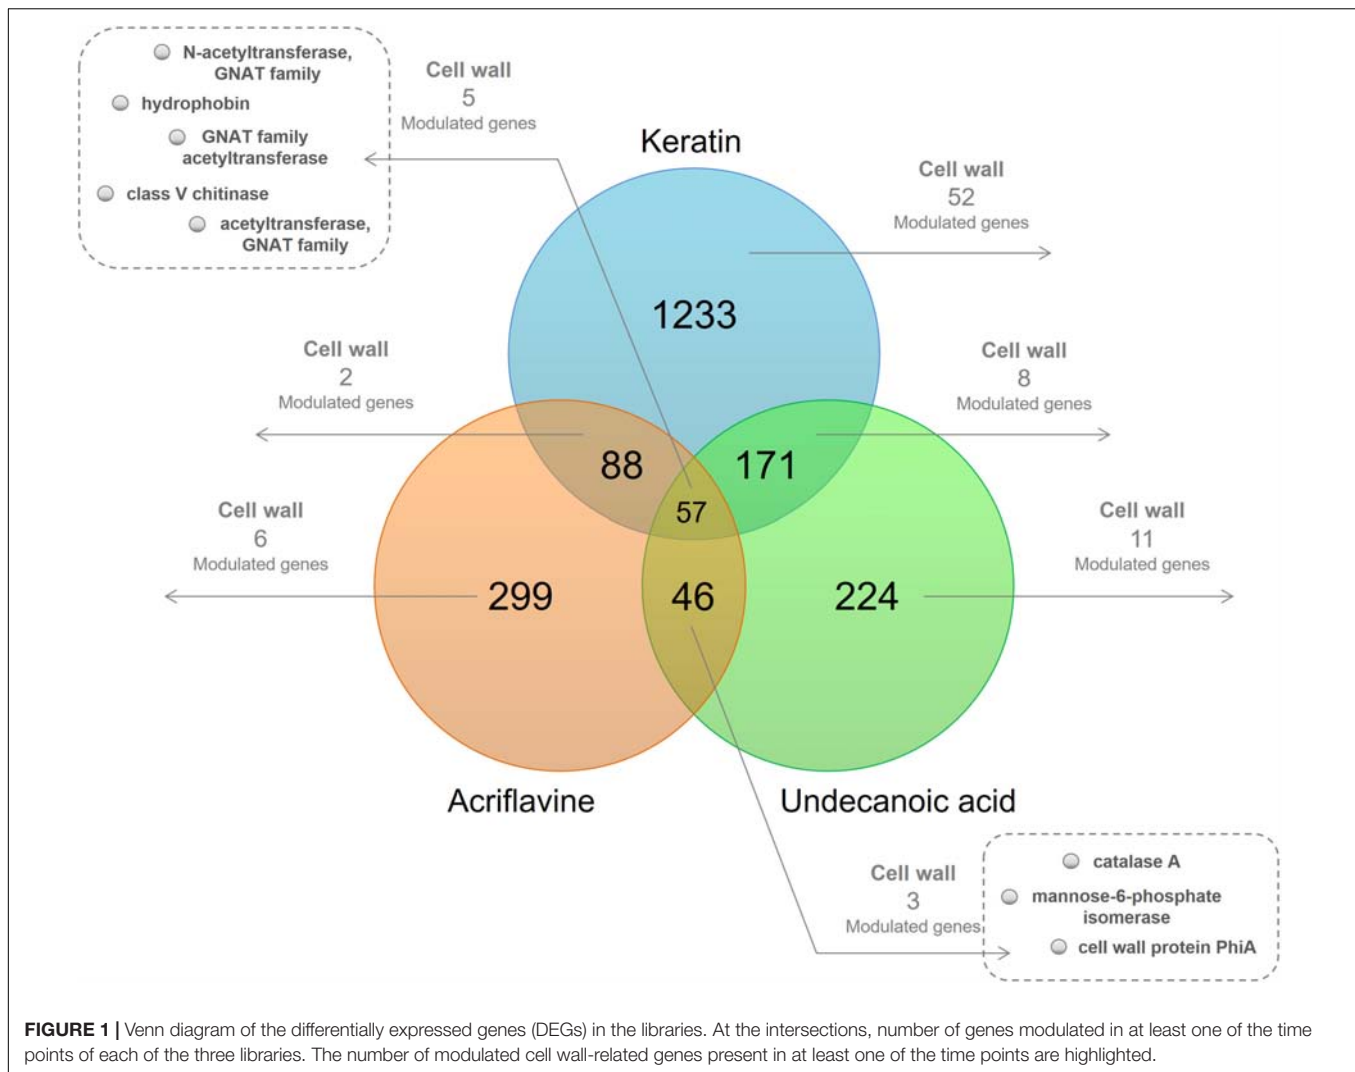 N-acetyltransferase,
GNAT family
hydrophobin
GNAT family
acetyltransferase
class V chitinase
acetyltransferase,
GNAT family
Cell wall
5
Modulated genes
Keratin
Cell wall
52
Modulated genes
1233
Cell wall
2
Modulated genes
Cell wall
8
Modulated genes
88
171
57
Cell wall
6
Modulated genes
Cell wall
11
Modulated genes
299
46
224
Acriflavine
Undecanoic acid
Cell wall
3
Modulated genes
catalase A
mannose-6-phosphate
isomerase
cell wall protein PhiA
FIGURE 1 | Venn diagram of the differentially expressed genes (DEGs) in the libraries. At the intersections, number of genes modulated in at least one of the time
points of each of the three libraries. The number of modulated cell wall-related genes present in at least one of the time points are highlighted.